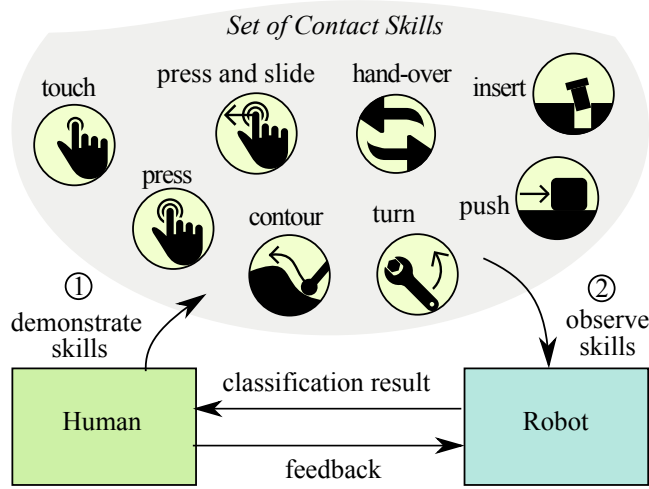 Set of Contact Skills
touch
press and slide
hand-over
insert
press
contour
turn
push
①
demonstrate
skills
②
observe
skills
Human
classification result
feedback
Robot